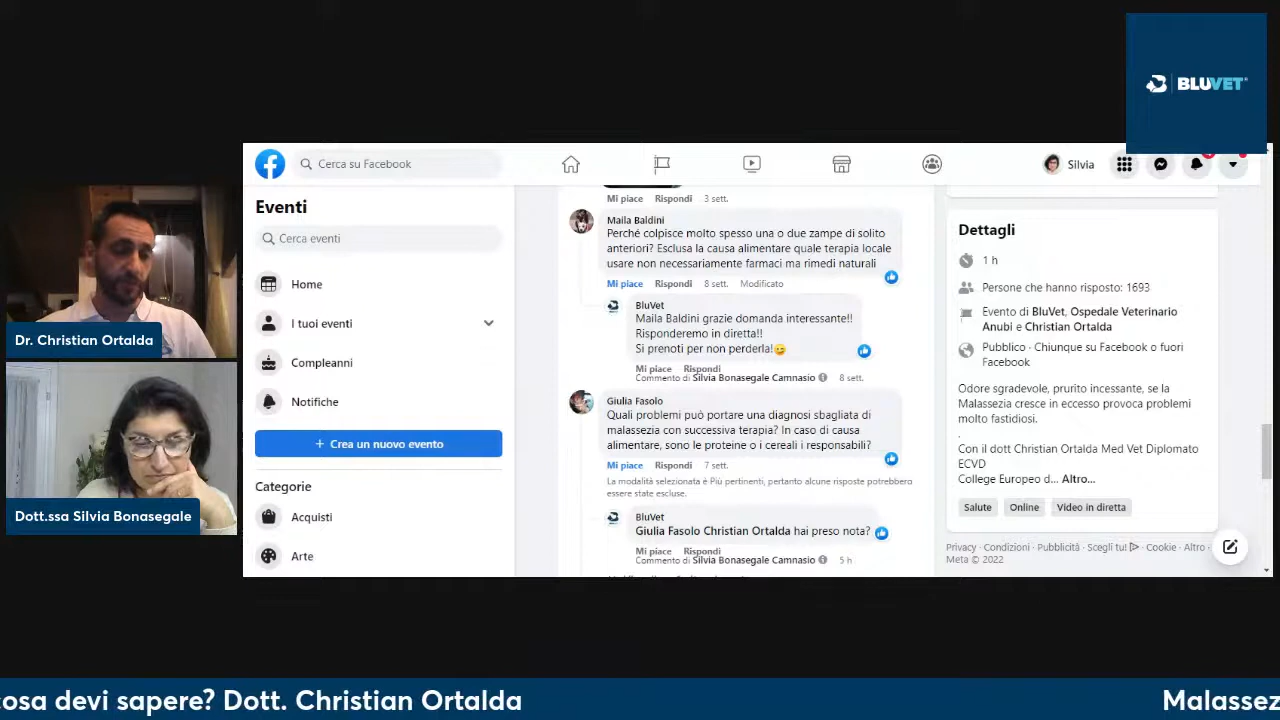 BLUVET
Cerca su Facebook
Silvia
Eventi
Cerca eventi
Home
I tuoi eventi
Compleanni
Notifiche
+ Crea un nuovo evento
Categorie
Acquisti
Arte
Mi piace Rispondi 3 sett.
Maila Baldini
Perché colpisce molto spesso una o due zampe di solito
anteriori? Esclusa la causa alimentare quale terapia locale
usare non necessariamente farmaci ma rimedi naturali
Mi piace Rispondi 8 sett. Modificato
BluVet
Maila Baldini grazie domanda interessante!!
Risponderemo in diretta!!
Si prenoti per non perderla!😉
Mi piace Rispondi
Commento di Silvia Bonasegale Camnasio 8 sett.
Giulia Fasolo
Quali problemi può portare una diagnosi sbagliata di
malassezia con successiva terapia? In caso di causa
alimentare, sono le proteine o i cereali i responsabili?
Mi piace Rispondi 7 sett.
La modalità selezionata è Più pertinenti, pertanto alcune risposte potrebbero
essere state escluse.
BluVet
Giulia Fasolo Christian Ortalda hai preso nota?
Mi piace Rispondi
Commento di Silvia Bonasegale Camnasio 5 h
Dettagli
1 h
Persone che hanno risposto: 1693
Evento di BluVet, Ospedale Veterinario
Anubi e Christian Ortalda
Pubblico · Chiunque su Facebook o fuori
Facebook
Odore sgradevole, prurito incessante, se la
Malassezia cresce in eccesso provoca problemi
molto fastidiosi.
.
Con il dott Christian Ortalda Med Vet Diplomato
ECVD
College Europeo d... Altro...
Salute Online Video in diretta
Privacy · Condizioni · Pubblicità · Scegli tu! · Cookie · Altro ·
Meta © 2022
Dr. Christian Ortalda
Dott.ssa Silvia Bonasegale
cosa devi sapere? Dott. Christian Ortalda
Malassez